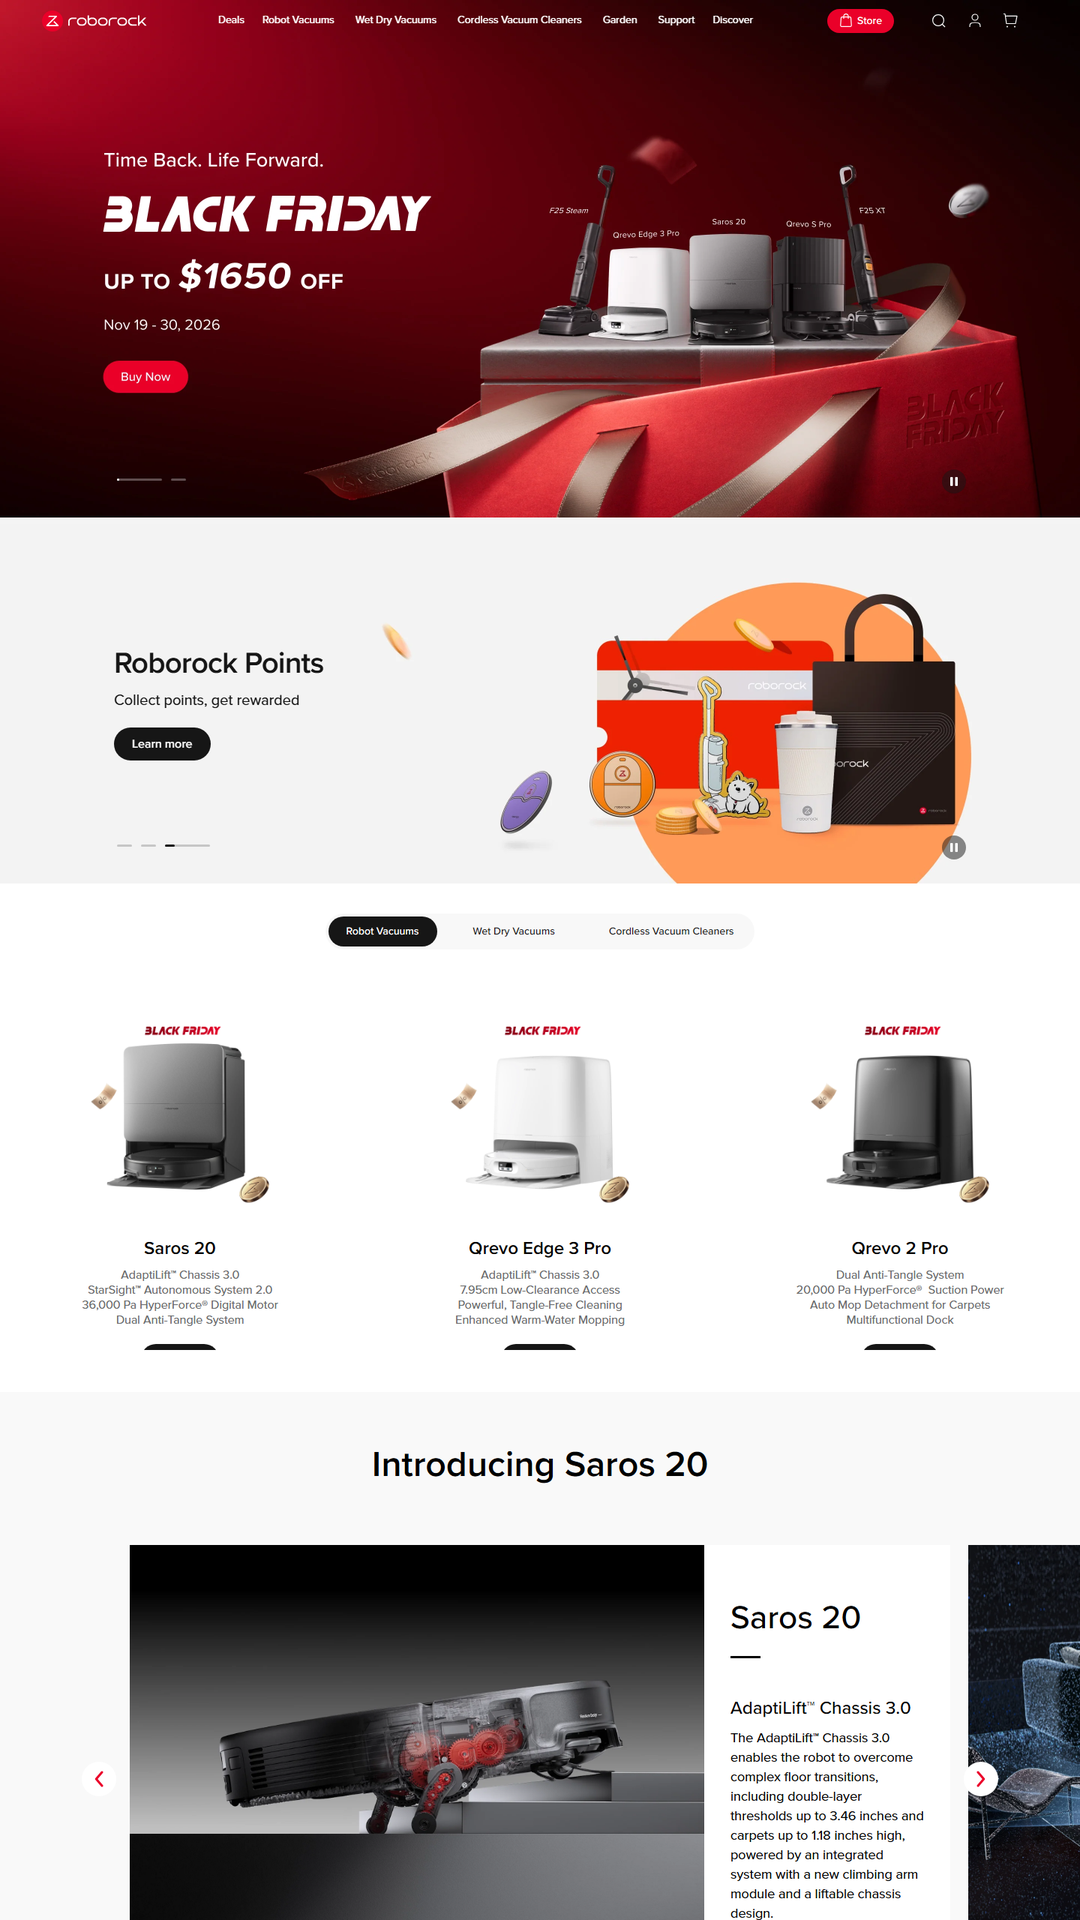 roborock
Deals
Robot Vacuums
Wet Dry Vacuums
Cordless Vacuum Cleaners
Garden
Support
Discover
Store
Time Back. Life Forward.
BLACK FRIDAY
UP TO $1650 OFF
Nov 19 - 30, 2026
Buy Now
F25 Steam
Qrevo Edge 3 Pro
Saros 20
Qrevo S Pro
F25 XT
BLACK
FRIDAY
roborock
Roborock Points
Collect points, get rewarded
Learn more
roborock
orock
roborock
roborock
Robot Vacuums
Wet Dry Vacuums
Cordless Vacuum Cleaners
BLACK FRIDAY
Saros 20
AdaptiLift™ Chassis 3.0
StarSight™ Autonomous System 2.0
36,000 Pa HyperForce® Digital Motor
Dual Anti-Tangle System
BLACK FRIDAY
Qrevo Edge 3 Pro
AdaptiLift™ Chassis 3.0
7.95cm Low-Clearance Access
Powerful, Tangle-Free Cleaning
Enhanced Warm-Water Mopping
BLACK FRIDAY
Qrevo 2 Pro
Dual Anti-Tangle System
20,000 Pa HyperForce® Suction Power
Auto Mop Detachment for Carpets
Multifunctional Dock
Introducing Saros 20
Saros 20
AdaptiLift™ Chassis 3.0
The AdaptiLift™ Chassis 3.0
enables the robot to overcome
complex floor transitions,
including double-layer
thresholds up to 3.46 inches and
carpets up to 1.18 inches high,
powered by an integrated
system with a new climbing arm
module and a liftable chassis
design.